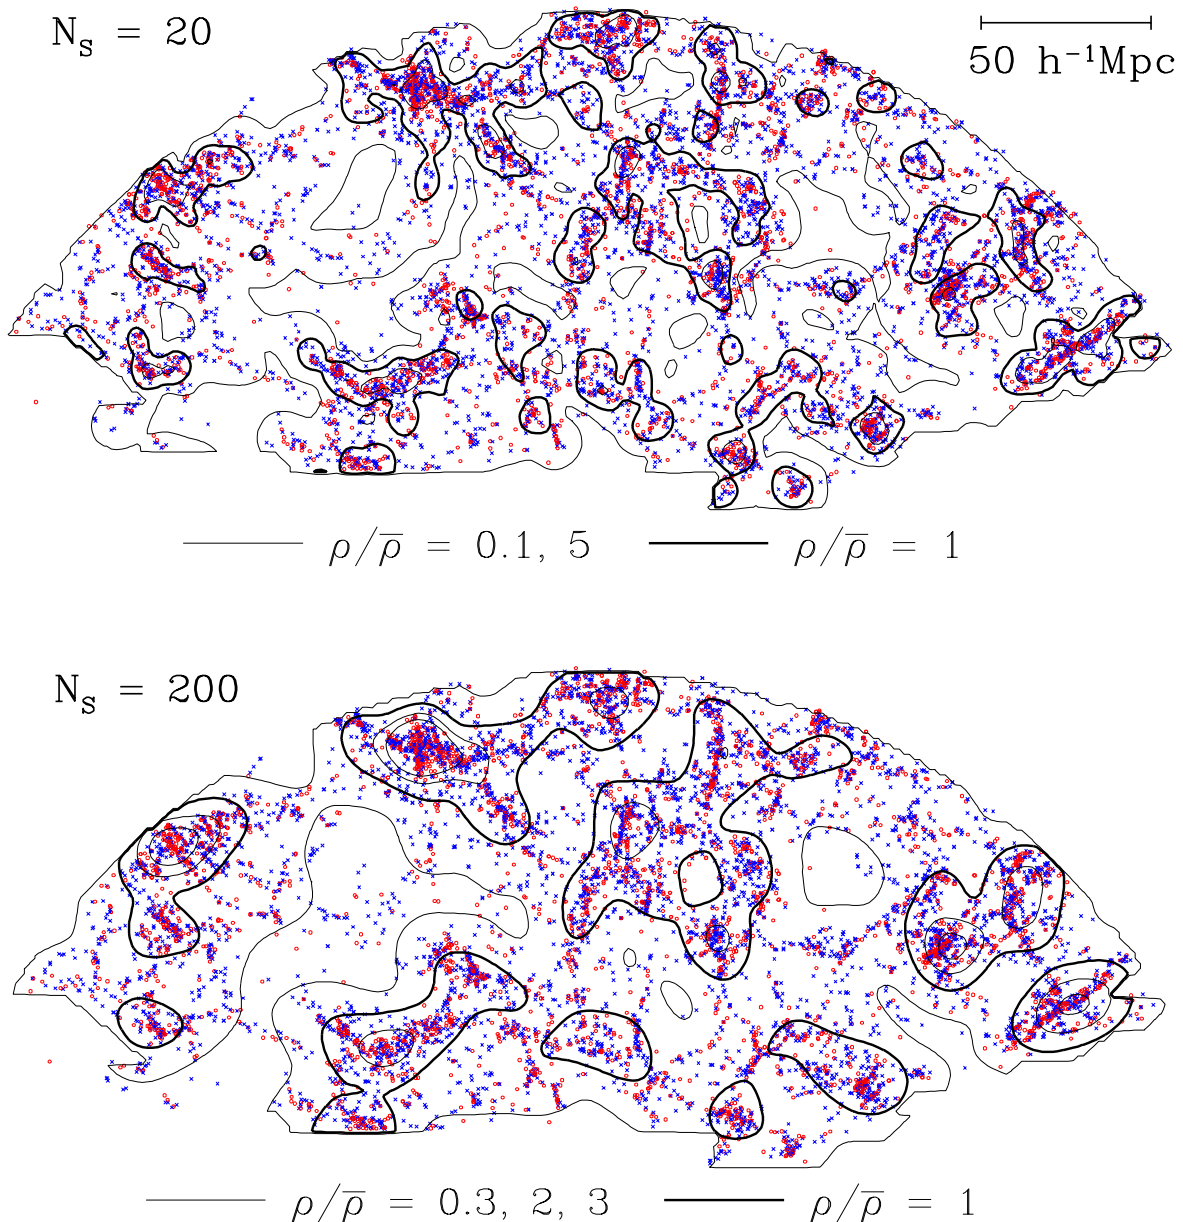 N_S = 20
50 h⁻¹Mpc
ρ/ρ̅ = 0.1, 5
ρ/ρ̅ = 1
N_S = 200
ρ/ρ̅ = 0.3, 2, 3
ρ/ρ̅ = 1